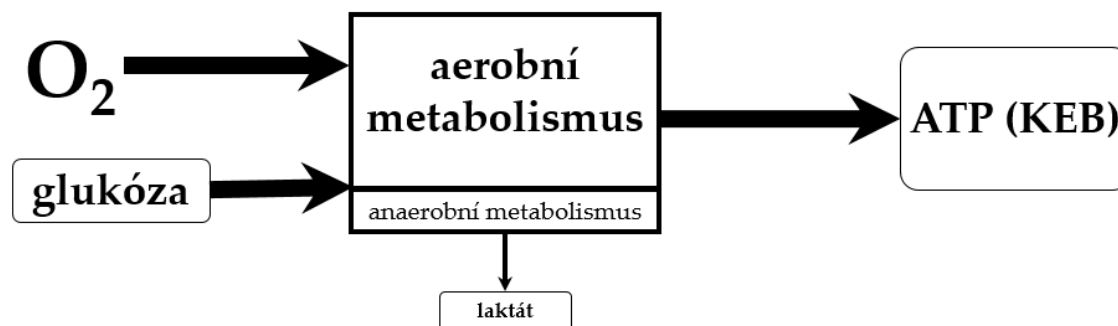 O₂
aerobní
metabolismus
ATP (KEB)
glukóza
anaerobní metabolismus
laktát